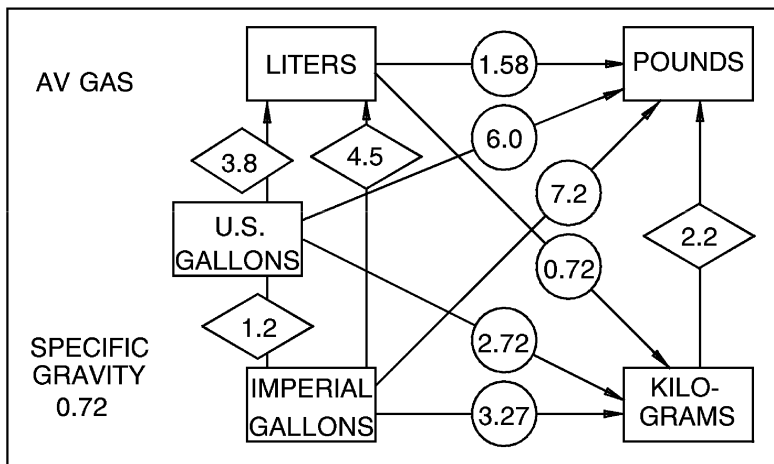 AV GAS
LITERS
1.58
POUNDS
3.8
4.5
6.0
7.2
U.S.
GALLONS
2.2
0.72
1.2
2.72
SPECIFIC
GRAVITY
0.72
IMPERIAL
GALLONS
3.27
KILO-
GRAMS